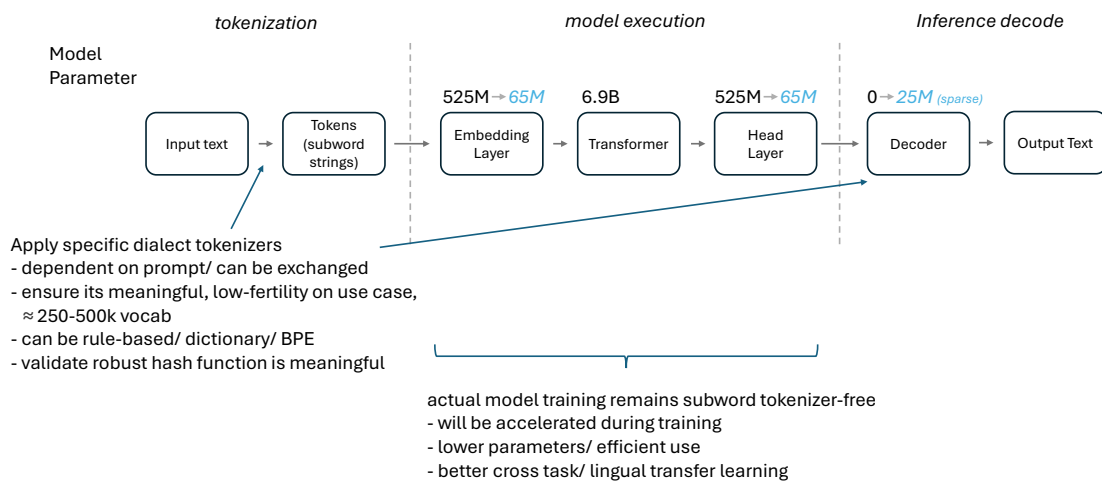 tokenization
model execution
Inference decode
Model
Parameter
525M → 65M
6.9B
525M → 65M
0 → 25M (sparse)
Input text
Tokens
(subword
strings)
Embedding
Layer
Transformer
Head
Layer
Decoder
Output Text
Apply specific dialect tokenizers
- dependent on prompt/ can be exchanged
- ensure its meaningful, low-fertility on use case,
≈ 250-500k vocab
- can be rule-based/ dictionary/ BPE
- validate robust hash function is meaningful
actual model training remains subword tokenizer-free
- will be accelerated during training
- lower parameters/ efficient use
- better cross task/ lingual transfer learning